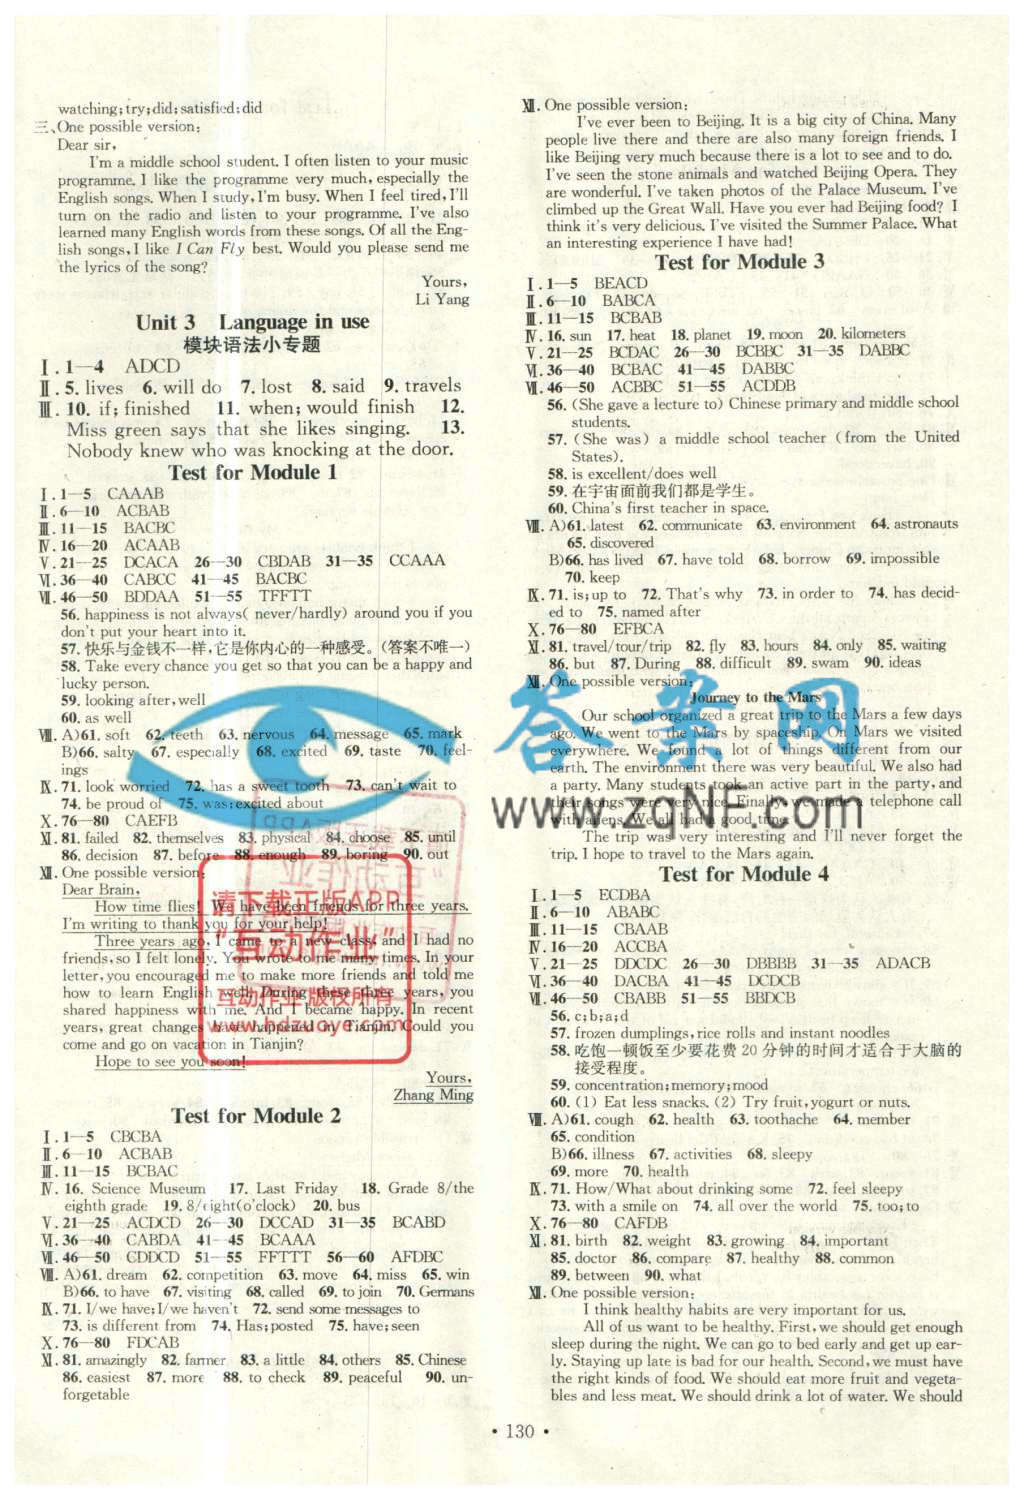 watching;try;did;satisfied;did
三、One possible version:
Dear sir,
I'm a middle school student. I often listen to your music
programme. I like the programme very much, especially the
English songs. When I study, I'm busy. When I feel tired, I'll
turn on the radio and listen to your programme. I've also
learned many English words from these songs. Of all the Eng-
lish songs, I like I Can Fly best. Would you please send me
the lyrics of the song?
Yours,
Li Yang
Unit 3 Language in use
模块语法小专题
Ⅰ.1—4 ADCD
Ⅱ.5. lives 6. will do 7. lost 8. said 9. travels
Ⅲ.10. if; finished 11. when; would finish 12.
Miss green says that she likes singing. 13.
Nobody knew who was knocking at the door.
Test for Module 1
Ⅰ.1—5 CAAAB
Ⅱ.6—10 ACBAB
Ⅲ.11—15 BACBC
Ⅳ.16—20 ACAAB
Ⅴ.21—25 DCACA 26—30 CBDAB 31—35 CCAAA
Ⅵ.36—40 CABCC 41—45 BACBC
Ⅶ.46—50 BDDAA 51—55 TFFTT
56. happiness is not always( never/hardly) around you if you
don't put your heart into it.
57. 快乐与金钱不一样,它是你内心的一种感受。(答案不唯一)
58. Take every chance you get so that you can be a happy and
lucky person.
59. looking after, well
60. as well
Ⅷ. A)61. soft 62. teeth 63. nervous 64. message 65. mark
B)66. salty 67. especially 68. excited 69. taste 70. feel-
ings
Ⅸ.71. look worried 72. has a sweet tooth 73. can't wait to
74. be proud of 75. was;excited about
Ⅹ.76—80 CAEFB
Ⅺ.81. failed 82. themselves 83. physical 84. choose 85. until
86. decision 87. before 88. enough 89. boring 90. out
Ⅻ. One possible version:
Dear Brain,
How time flies! We have been friends for three years.
I'm writing to thank you for your help!
Three years ago, I came to a new class, and I had no
friends, so I felt lonely. You wrote to me many times. In your
letter, you encouraged me to make more friends and told me
how to learn English well. During these three years, you
shared happiness with me. And I became happy. In recent
years, great changes have happened in Tianjin. Could you
come and go on vacation in Tianjin?
Hope to see you soon!
Yours,
Zhang Ming
Test for Module 2
Ⅰ.1—5 CBCBA
Ⅱ.6—10 ACBAB
Ⅲ.11—15 BCBAC
Ⅳ. 16. Science Museum 17. Last Friday 18. Grade 8/the
eighth grade 19. 8/eight(o'clock) 20. bus
Ⅴ.21—25 ACDCD 26—30 DCCAD 31—35 BCABD
Ⅵ.36—40 CABDA 41—45 BCAAA
Ⅶ.46—50 CDDCD 51—55 FFTTT 56—60 AFDBC
Ⅷ. A)61. dream 62. competition 63. move 64. miss 65. win
B)66. to have 67. visiting 68. called 69. to join 70. Germans
Ⅸ.71. I/we have; I/we haven't 72. send some messages to
73. is different from 74. Has;posted 75. have;seen
Ⅹ.76—80 FDCAB
Ⅺ. 81. amazingly 82. farmer 83. a little 84. others 85. Chinese
86. easiest 87. more 88. to check 89. peaceful 90. un-
forgetable
Ⅻ. One possible version:
I've ever been to Beijing. It is a big city of China. Many
people live there and there are also many foreign friends. I
like Beijing very much because there is a lot to see and to do.
I've seen the stone animals and watched Beijing Opera. They
are wonderful. I've taken photos of the Palace Museum. I've
climbed up the Great Wall. Have you ever had Beijing food? I
think it's very delicious. I've visited the Summer Palace. What
an interesting experience I have had!
Test for Module 3
Ⅰ.1—5 BEACD
Ⅱ.6—10 BABCA
Ⅲ.11—15 BCBAB
Ⅳ.16. sun 17. heat 18. planet 19. moon 20. kilometers
Ⅴ.21—25 BCDAC 26—30 BCBBC 31—35 DABBC
Ⅵ.36—40 BCBAC 41—45 DABBC
Ⅶ.46—50 ACBBC 51—55 ACDDB
56. (She gave a lecture to) Chinese primary and middle school
students.
57. (She was) a middle school teacher (from the United
States).
58. is excellent/does well
59. 在宇宙面前我们都是学生。
60. China's first teacher in space.
Ⅷ. A)61. latest 62. communicate 63. environment 64. astronauts
65. discovered
B)66. has lived 67. have told 68. borrow 69. impossible
70. keep
Ⅸ.71. is;up to 72. That's why 73. in order to 74. has decid-
ed to 75. named after
Ⅹ.76—80 EFBCA
Ⅺ.81. travel/tour/trip 82. fly 83. hours 84. only 85. waiting
86. but 87. During 88. difficult 89. swam 90. ideas
Ⅻ. One possible version:
Journey to the Mars
Our school organized a great trip to the Mars a few days
ago. We went to the Mars by spaceship. On Mars we visited
everywhere. We found a lot of things different from our
earth. The environment there was very beautiful. We also had
a party. Many students took an active part in the party, and
their songs were very nice. Finally, we made a telephone call
with aliens. We all had a good time.
The trip was very interesting and I'll never forget the
trip. I hope to travel to the Mars again.
Test for Module 4
Ⅰ.1—5 ECDBA
Ⅱ.6—10 ABABC
Ⅲ.11—15 CBAAB
Ⅳ.16—20 ACCBA
Ⅴ.21—25 DDCDC 26—30 DBBBB 31—35 ADACB
Ⅵ.36—40 DACBA 41—45 DCDCB
Ⅶ.46—50 CBABB 51—55 BBDCB
56. c;b;a;d
57. frozen dumplings, rice rolls and instant noodles
58. 吃饱一顿饭至少要花费 20 分钟的时间才适合于大脑的
接受程度。
59. concentration;memory;mood
60. (1) Eat less snacks. (2) Try fruit, yogurt or nuts.
Ⅷ. A)61. cough 62. health 63. toothache 64. member
65. condition
B)66. illness 67. activities 68. sleepy
69. more 70. health
Ⅸ.71. How/What about drinking some 72. feel sleepy
73. with a smile on 74. all over the world 75. too; to
Ⅹ.76—80 CAFDB
Ⅺ.81. birth 82. weight 83. growing 84. important
85. doctor 86. compare 87. healthy 88. common
89. between 90. what
Ⅻ. One possible version:
I think healthy habits are very important for us.
All of us want to be healthy. First, we should get enough
sleep during the night. We can go to bed early and get up ear-
ly. Staying up late is bad for our health. Second, we must have
the right kinds of food. We should eat more fruit and vegeta-
bles and less meat. We should drink a lot of water. We should
• 130 •
答案网
www.zqNF.com
请下载正版APP
"互动作业"
互动作业 版权所有
www.hdzuoye.com